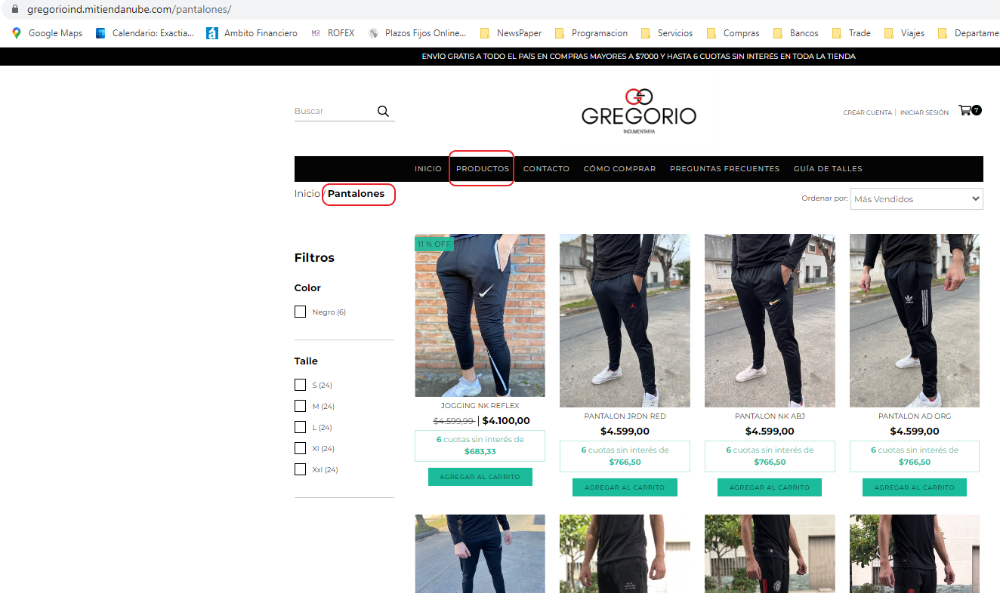 gregorioind.mitiendanube.com/pantalones/
Google Maps Calendario: Exactia... Ambito Financiero ROFEX Plazos Fijos Online... NewsPaper Programacion Servicios Compras Bancos Trade Viajes Departame
ENVÍO GRÁTIS A TODO EL PAÍS EN COMPRAS MAYORES A $7000 Y HASTA 6 CUOTAS SIN INTERÉS EN TODA LA TIENDA
Buscar
GREGORIO
INDUMENTARIA
CREAR CUENTA | INICIAR SESIÓN 7
INICIO PRODUCTOS CONTACTO CÓMO COMPRAR PREGUNTAS FRECUENTES GUÍA DE TALLES
Inicio / Pantalones
Ordenar por: Más Vendidos
Filtros
Color
Negro (6)
Talle
S (24)
M (24)
L (24)
Xl (24)
Xxl (24)
11 % OFF
JOGGING NK REFLEX
$4.599,99 $4.100,00
6 cuotas sin interés de
$683,33
AGREGAR AL CARRITO
PANTALON JRDN RED
$4.599,00
6 cuotas sin interés de
$766,50
AGREGAR AL CARRITO
PANTALON NK ABJ
$4.599,00
6 cuotas sin interés de
$766,50
AGREGAR AL CARRITO
PANTALON AD ORG
$4.599,00
6 cuotas sin interés de
$766,50
AGREGAR AL CARRITO